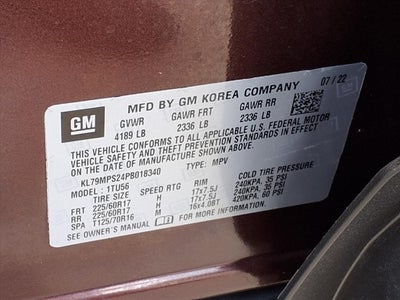 MFD BY GM KOREA COMPANY
07/22
GM
GVWR GAWR FRT GAWR RR
4189 LB 2336 LB 2336 LB
THIS VEHICLE CONFORMS TO ALL APPLICABLE U.S. FEDERAL MOTOR
VEHICLE SAFETY AND THEFT PREVENTION STANDARDS IN EFFECT ON THE
DATE OF MANUFACTURE SHOWN ABOVE.
KL79MPS24PB018340 TYPE: MPV
MODEL: 1TU56
TIRE SIZE SPEED RTG RIM COLD TIRE PRESSURE
FRT 225/60R17 H 17x7.5J 240KPA, 35 PSI
RR 225/60R17 H 17x7.5J 240KPA, 35 PSI
SPA T125/70R16 M 16x4.0BT 420KPA, 60 PSI
SEE OWNER'S MANUAL